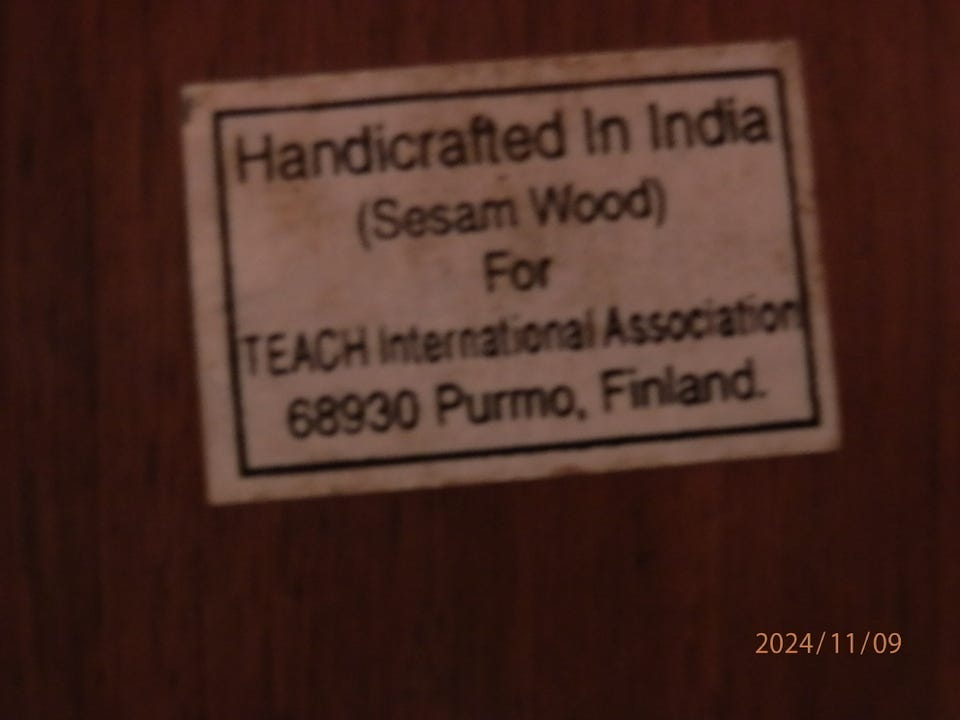 Handicrafted In India
(Sesam Wood)
For
TEACH International Association
68930 Purmo, Finland.
2024/11/09